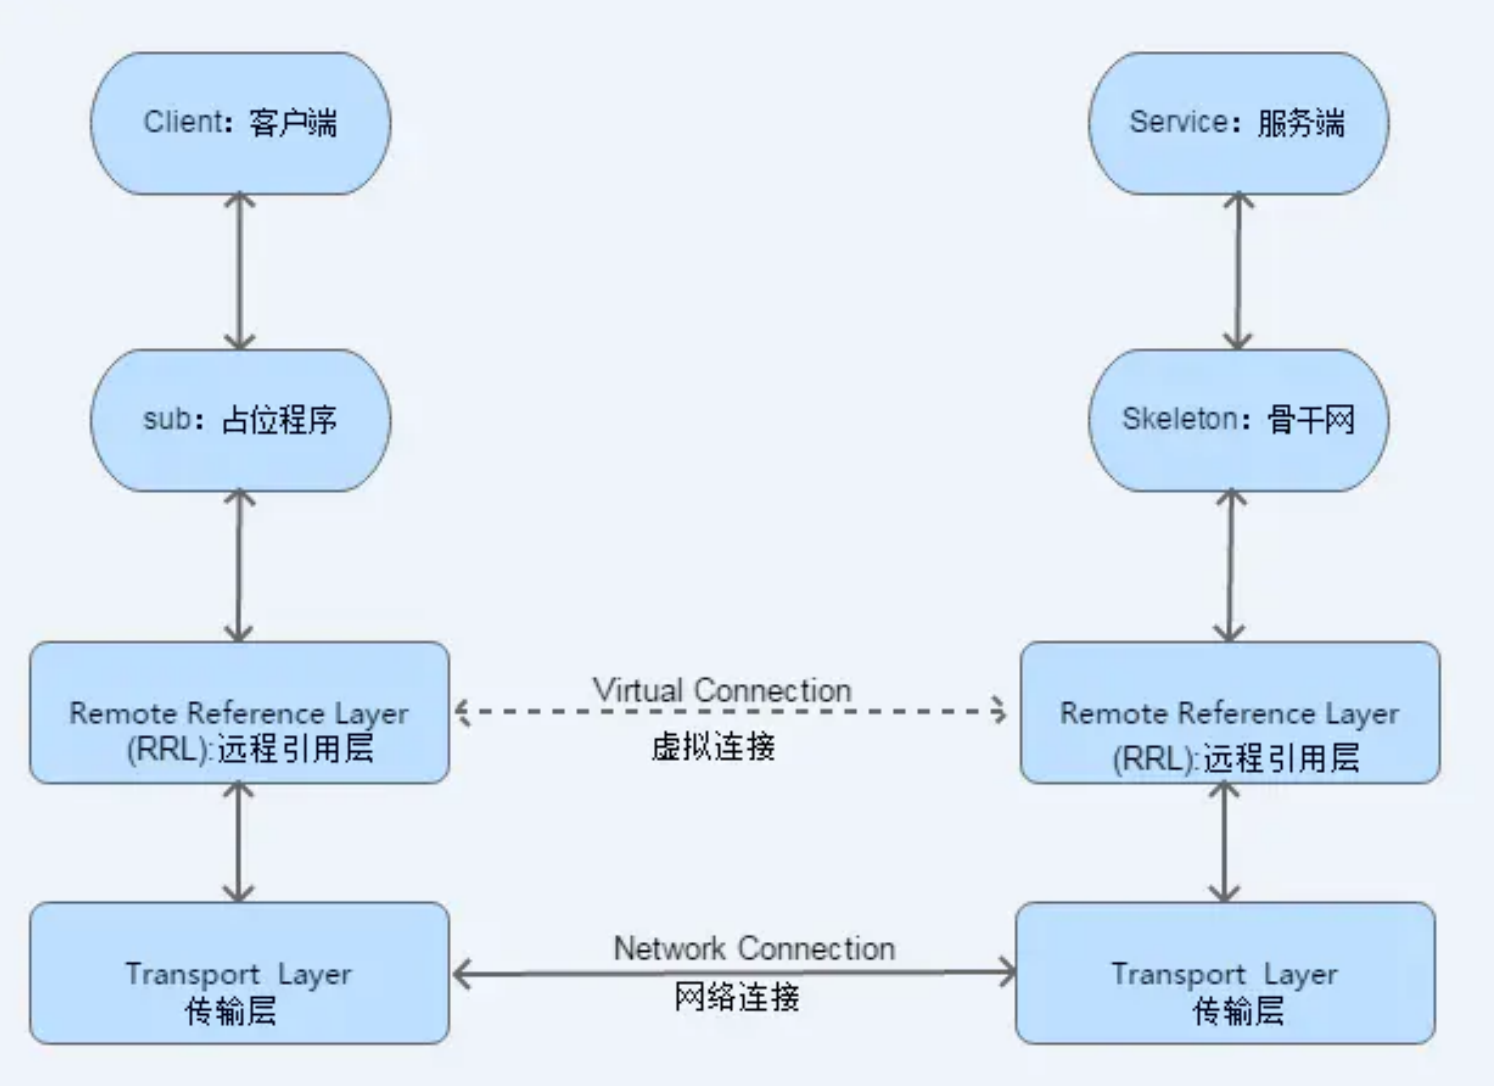 Client：客户端
Service：服务端
sub：占位程序
Skeleton：骨干网
Remote Reference Layer
(RRL):远程引用层
Virtual Connection
虚拟连接
Remote Reference Layer
(RRL):远程引用层
Transport Layer
传输层
Network Connection
网络连接
Transport Layer
传输层